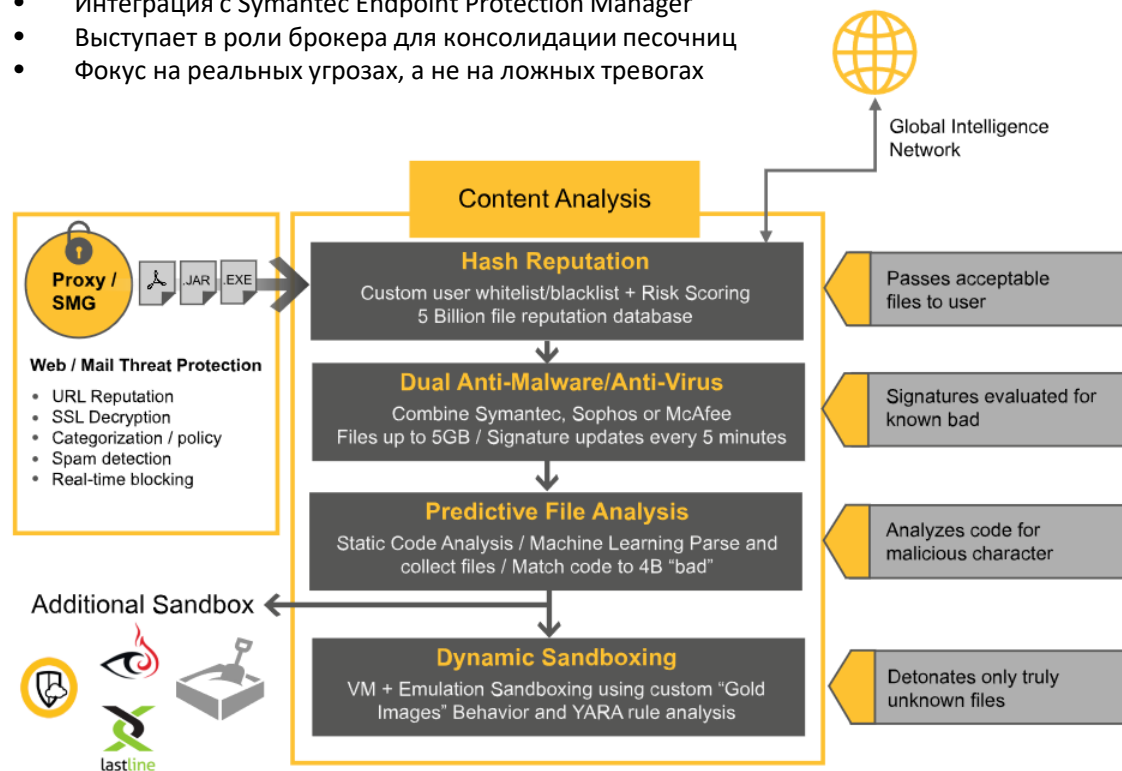 • Интеграция с Symantec Endpoint Protection Manager
• Выступает в роли брокера для консолидации песочниц
• Фокус на реальных угрозах, а не на ложных тревогах
Global Intelligence
Network
Content Analysis
Proxy /
SMG
.JAR
.EXE
Web / Mail Threat Protection
• URL Reputation
• SSL Decryption
• Categorization / policy
• Spam detection
• Real-time blocking
Hash Reputation
Custom user whitelist/blacklist + Risk Scoring
5 Billion file reputation database
Passes acceptable
files to user
Dual Anti-Malware/Anti-Virus
Combine Symantec, Sophos or McAfee
Files up to 5GB / Signature updates every 5 minutes
Signatures evaluated for
known bad
Predictive File Analysis
Static Code Analysis / Machine Learning Parse and
collect files / Match code to 4B “bad”
Analyzes code for
malicious character
Additional Sandbox
lastline
Dynamic Sandboxing
VM + Emulation Sandboxing using custom “Gold
Images” Behavior and YARA rule analysis
Detonates only truly
unknown files